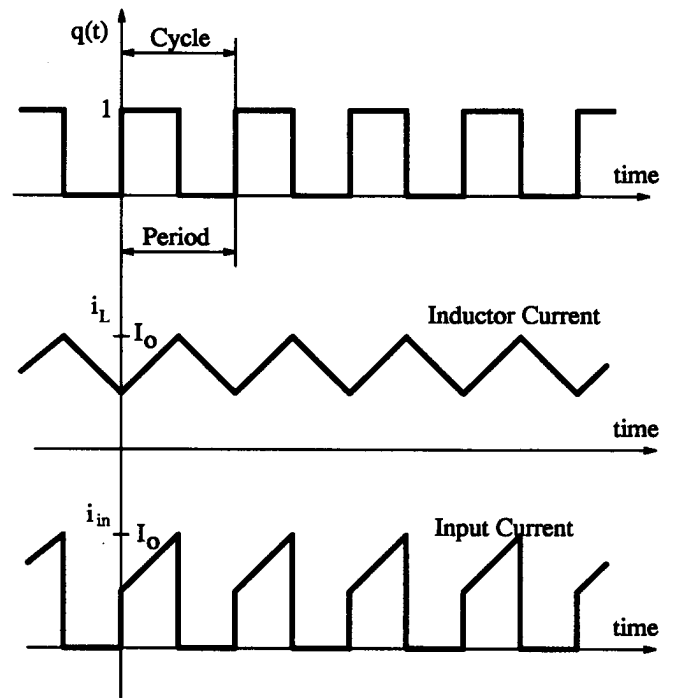 q(t)
Cycle
1
time
Period
i_L
I_o
Inductor Current
time
i_in
I_o
Input Current
time